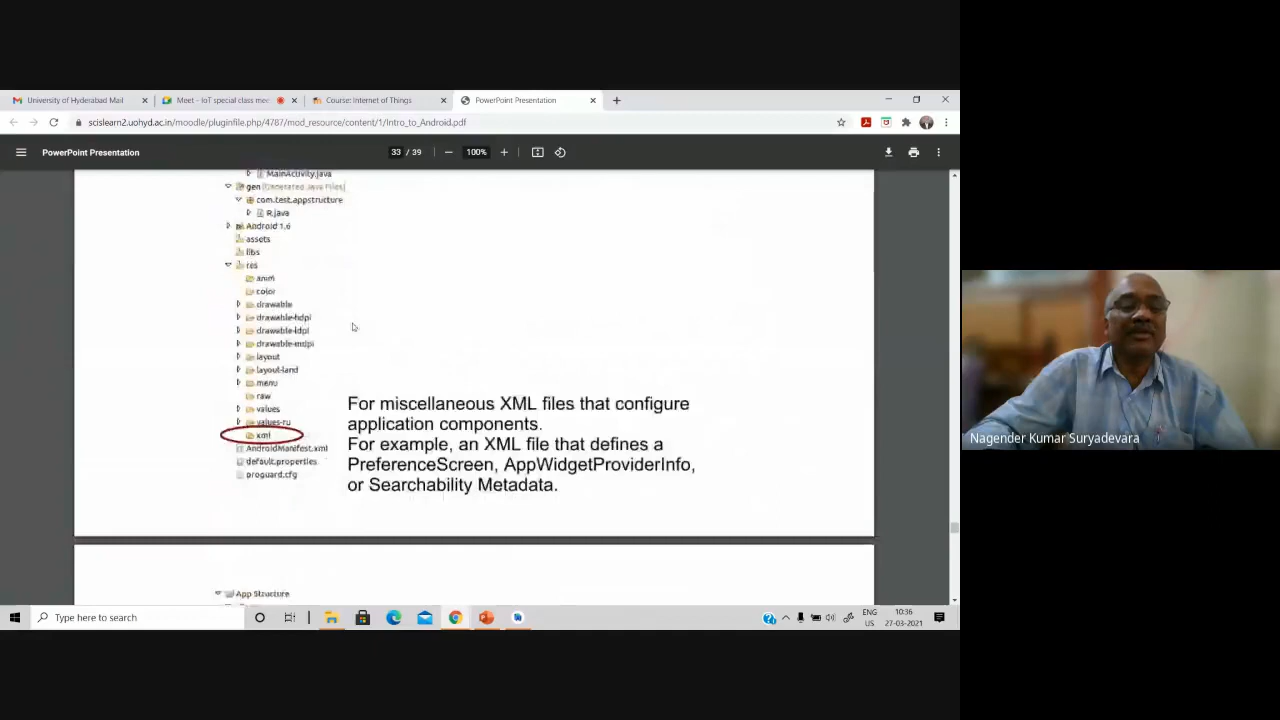 University of Hyderabad Mail
Meet - IoT special class mee
Course: Internet of Things
PowerPoint Presentation
scislearn2.uohyd.ac.in/moodle/pluginfile.php/4787/mod_resource/content/1/Intro_to_Android.pdf
PowerPoint Presentation
33 / 39
100%
MainActivity.java
gen [Generated Java Files]
com.test.appstructure
R.java
Android 1.6
assets
libs
res
anim
color
drawable
drawable-hdpi
drawable-ldpi
drawable-mdpi
layout
layout-land
menu
raw
values
values-ru
xml
AndroidManifest.xml
default.properties
proguard.cfg
For miscellaneous XML files that configure
application components.
For example, an XML file that defines a
PreferenceScreen, AppWidgetProviderInfo,
or Searchability Metadata.
App Structure
Nagender Kumar Suryadevara
Type here to search
ENG
US
10:36
27-03-2021